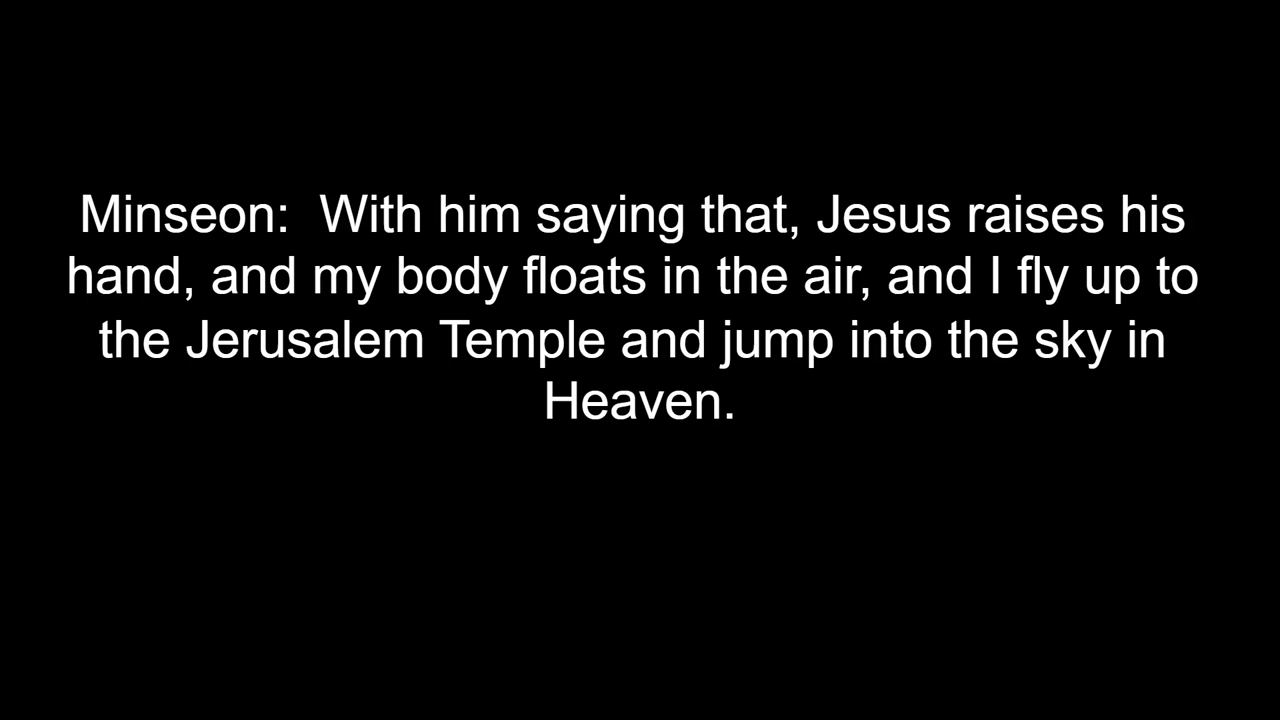 Minseon:  With him saying that, Jesus raises his
hand, and my body floats in the air, and I fly up to
the Jerusalem Temple and jump into the sky in
Heaven.